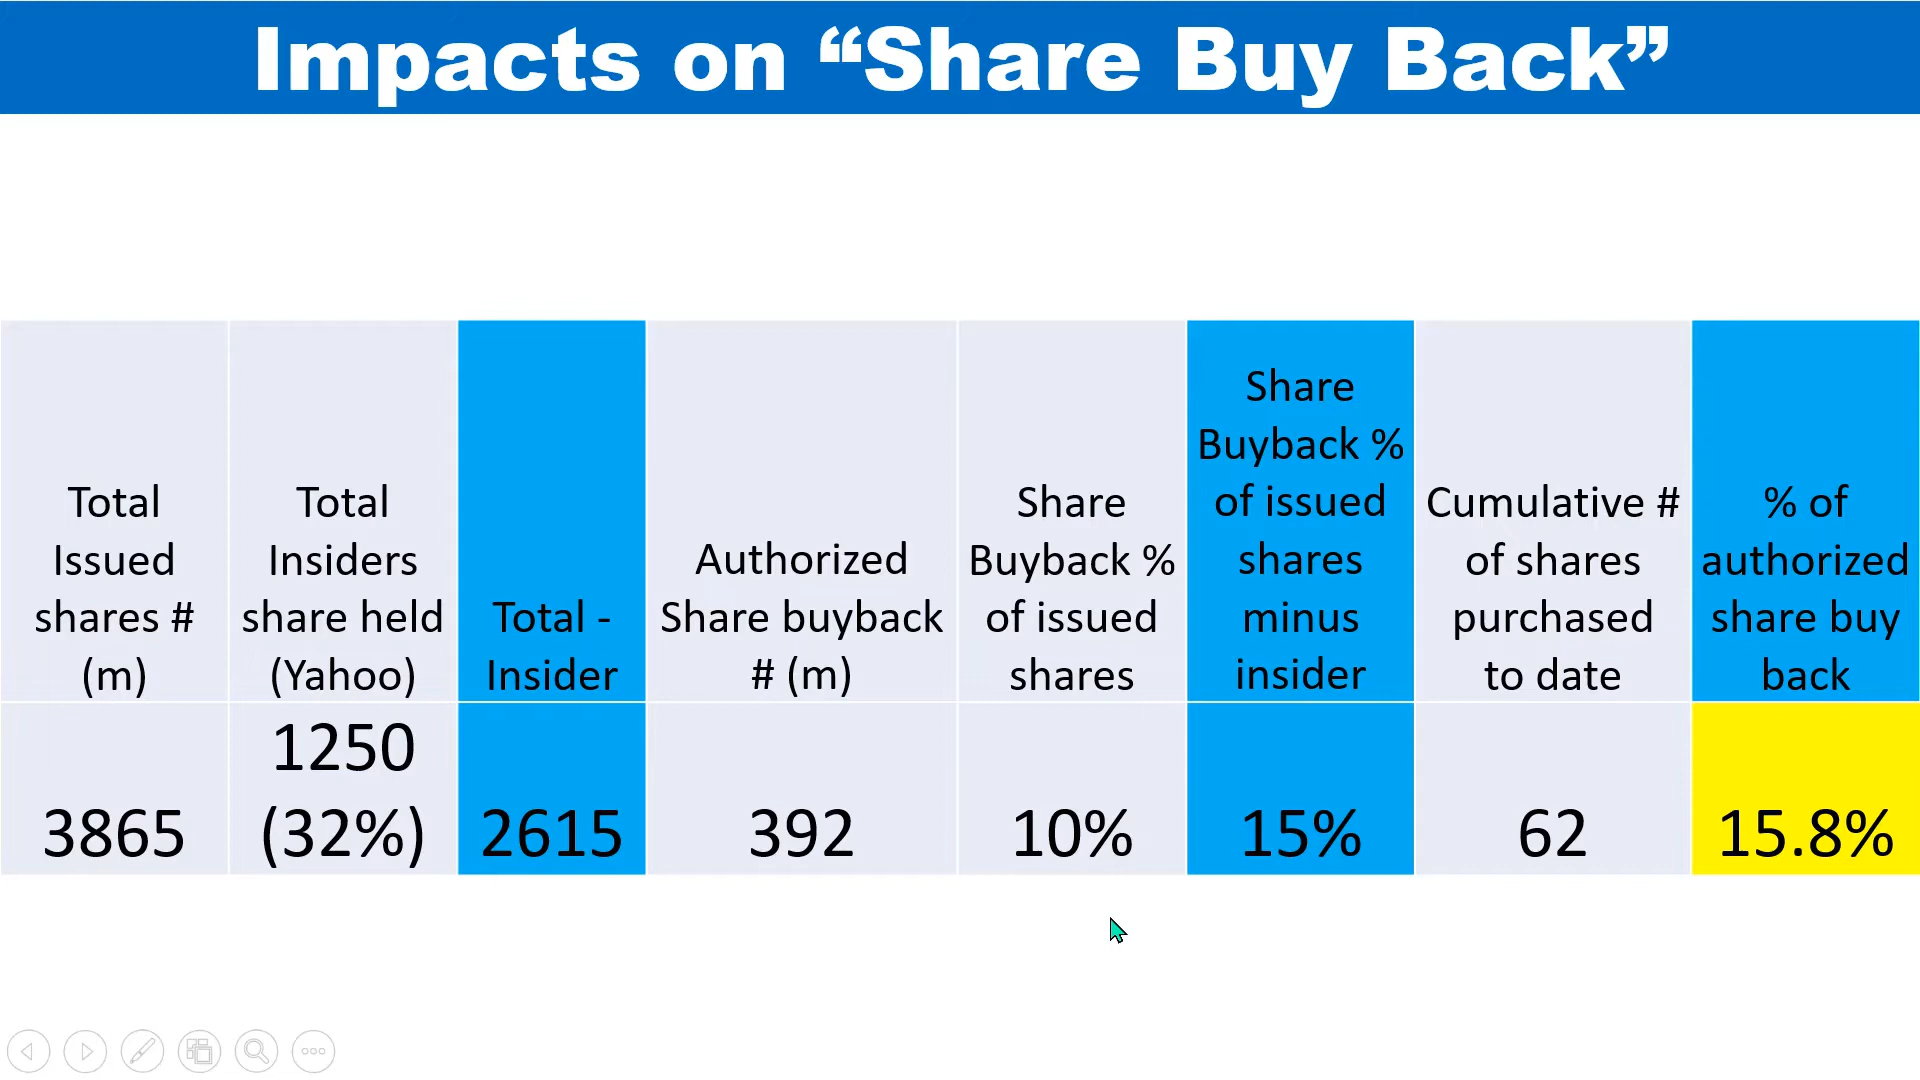 Impacts on “Share Buy Back”
Total
Issued
shares #
(m)
Total
Insiders
share held
(Yahoo)
Total -
Insider
Authorized
Share buyback
# (m)
Share
Buyback %
of issued
shares
Share
Buyback %
of issued
shares
minus
insider
Cumulative #
of shares
purchased
to date
% of
authorized
share buy
back
3865
1250
(32%)
2615
392
10%
15%
62
15.8%